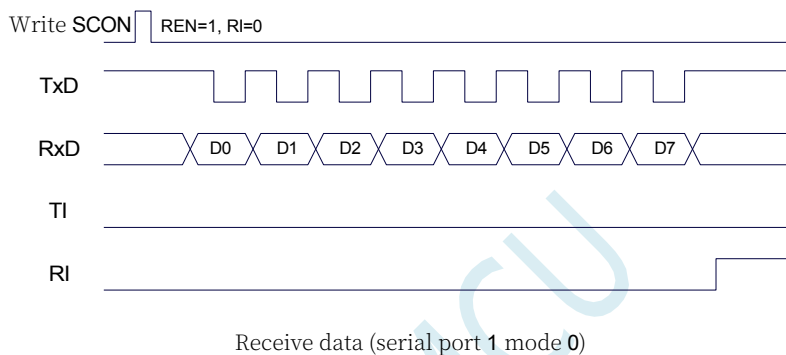 Write SCON REN=1, RI=0
TxD
RxD D0 D1 D2 D3 D4 D5 D6 D7
TI
RI
Receive data (serial port 1 mode 0)
MCU